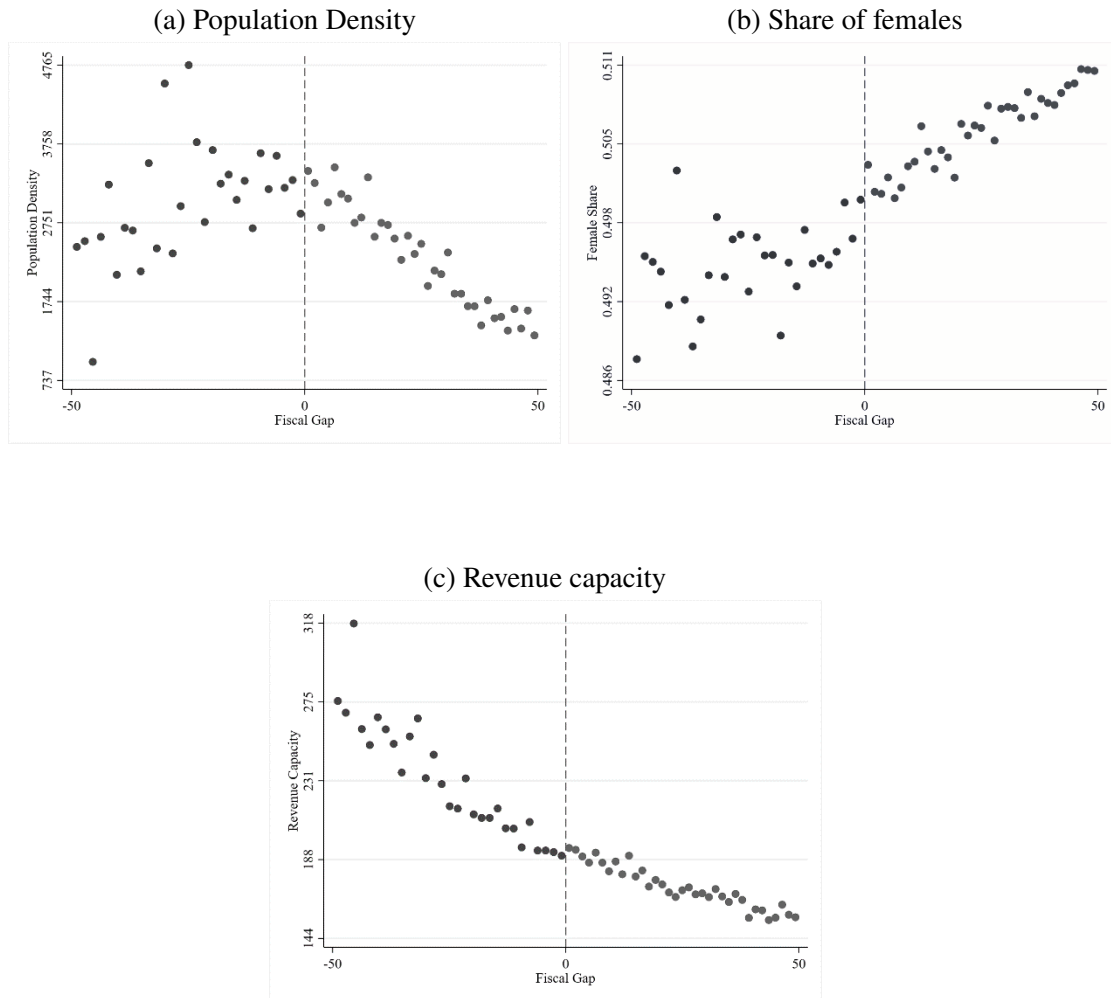 (a) Population Density
4765
3758
2751
1744
737
Population Density
-50 0 50
Fiscal Gap
(b) Share of females
0.511
0.505
0.498
0.492
0.486
Female Share
-50 0 50
Fiscal Gap
(c) Revenue capacity
318
275
231
188
144
Revenue Capacity
-50 0 50
Fiscal Gap